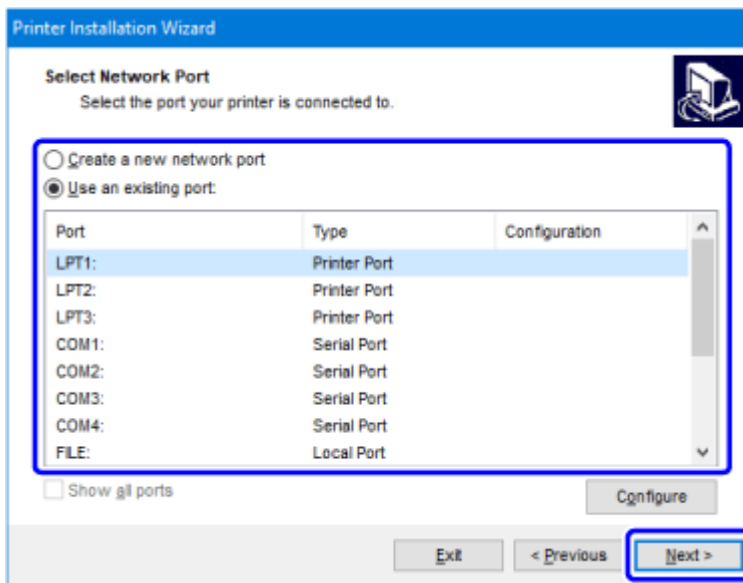 Printer Installation Wizard
Select Network Port
Select the port your printer is connected to.
Create a new network port
Use an existing port:
Port Type Configuration
LPT1: Printer Port
LPT2: Printer Port
LPT3: Printer Port
COM1: Serial Port
COM2: Serial Port
COM3: Serial Port
COM4: Serial Port
FILE: Local Port
Show all ports
Configure
Exit < Previous Next >